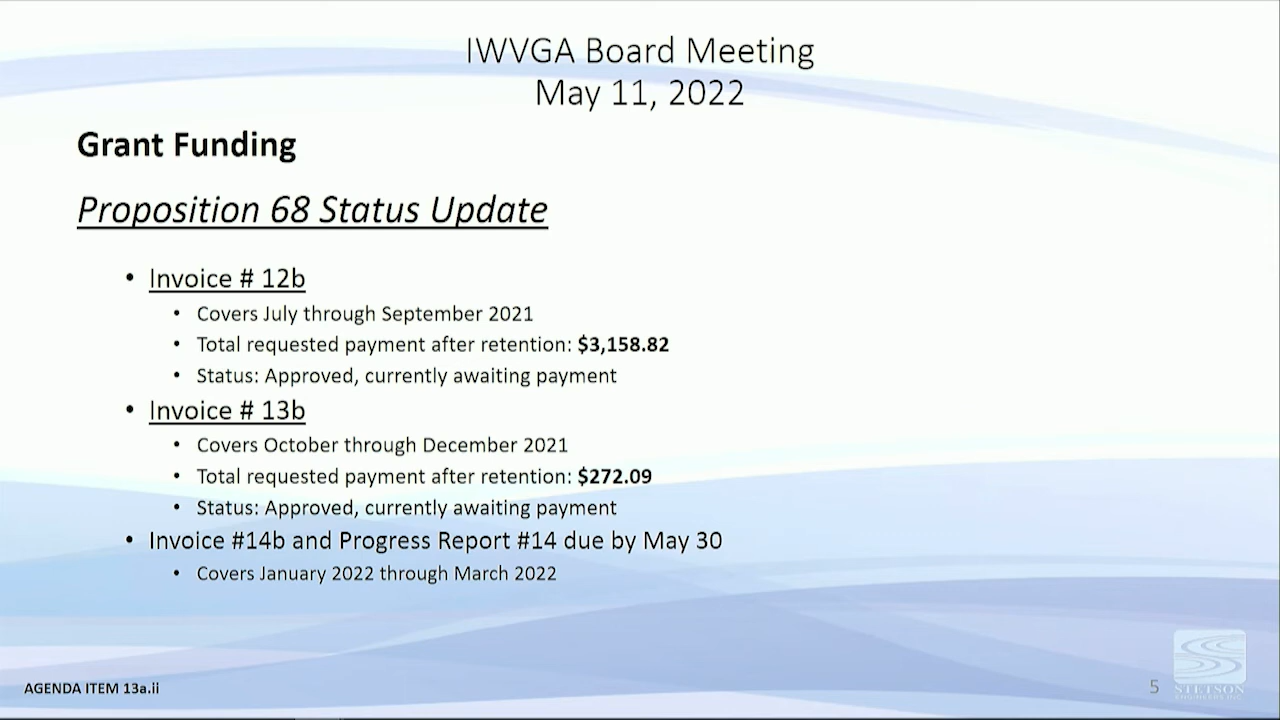 IWVGA Board Meeting
May 11, 2022
Grant Funding
Proposition 68 Status Update
• Invoice # 12b
• Covers July through September 2021
• Total requested payment after retention: $3,158.82
• Status: Approved, currently awaiting payment
• Invoice # 13b
• Covers October through December 2021
• Total requested payment after retention: $272.09
• Status: Approved, currently awaiting payment
• Invoice #14b and Progress Report #14 due by May 30
• Covers January 2022 through March 2022
AGENDA ITEM 13a.ii
5
STETSON
ENGINEERS INC.